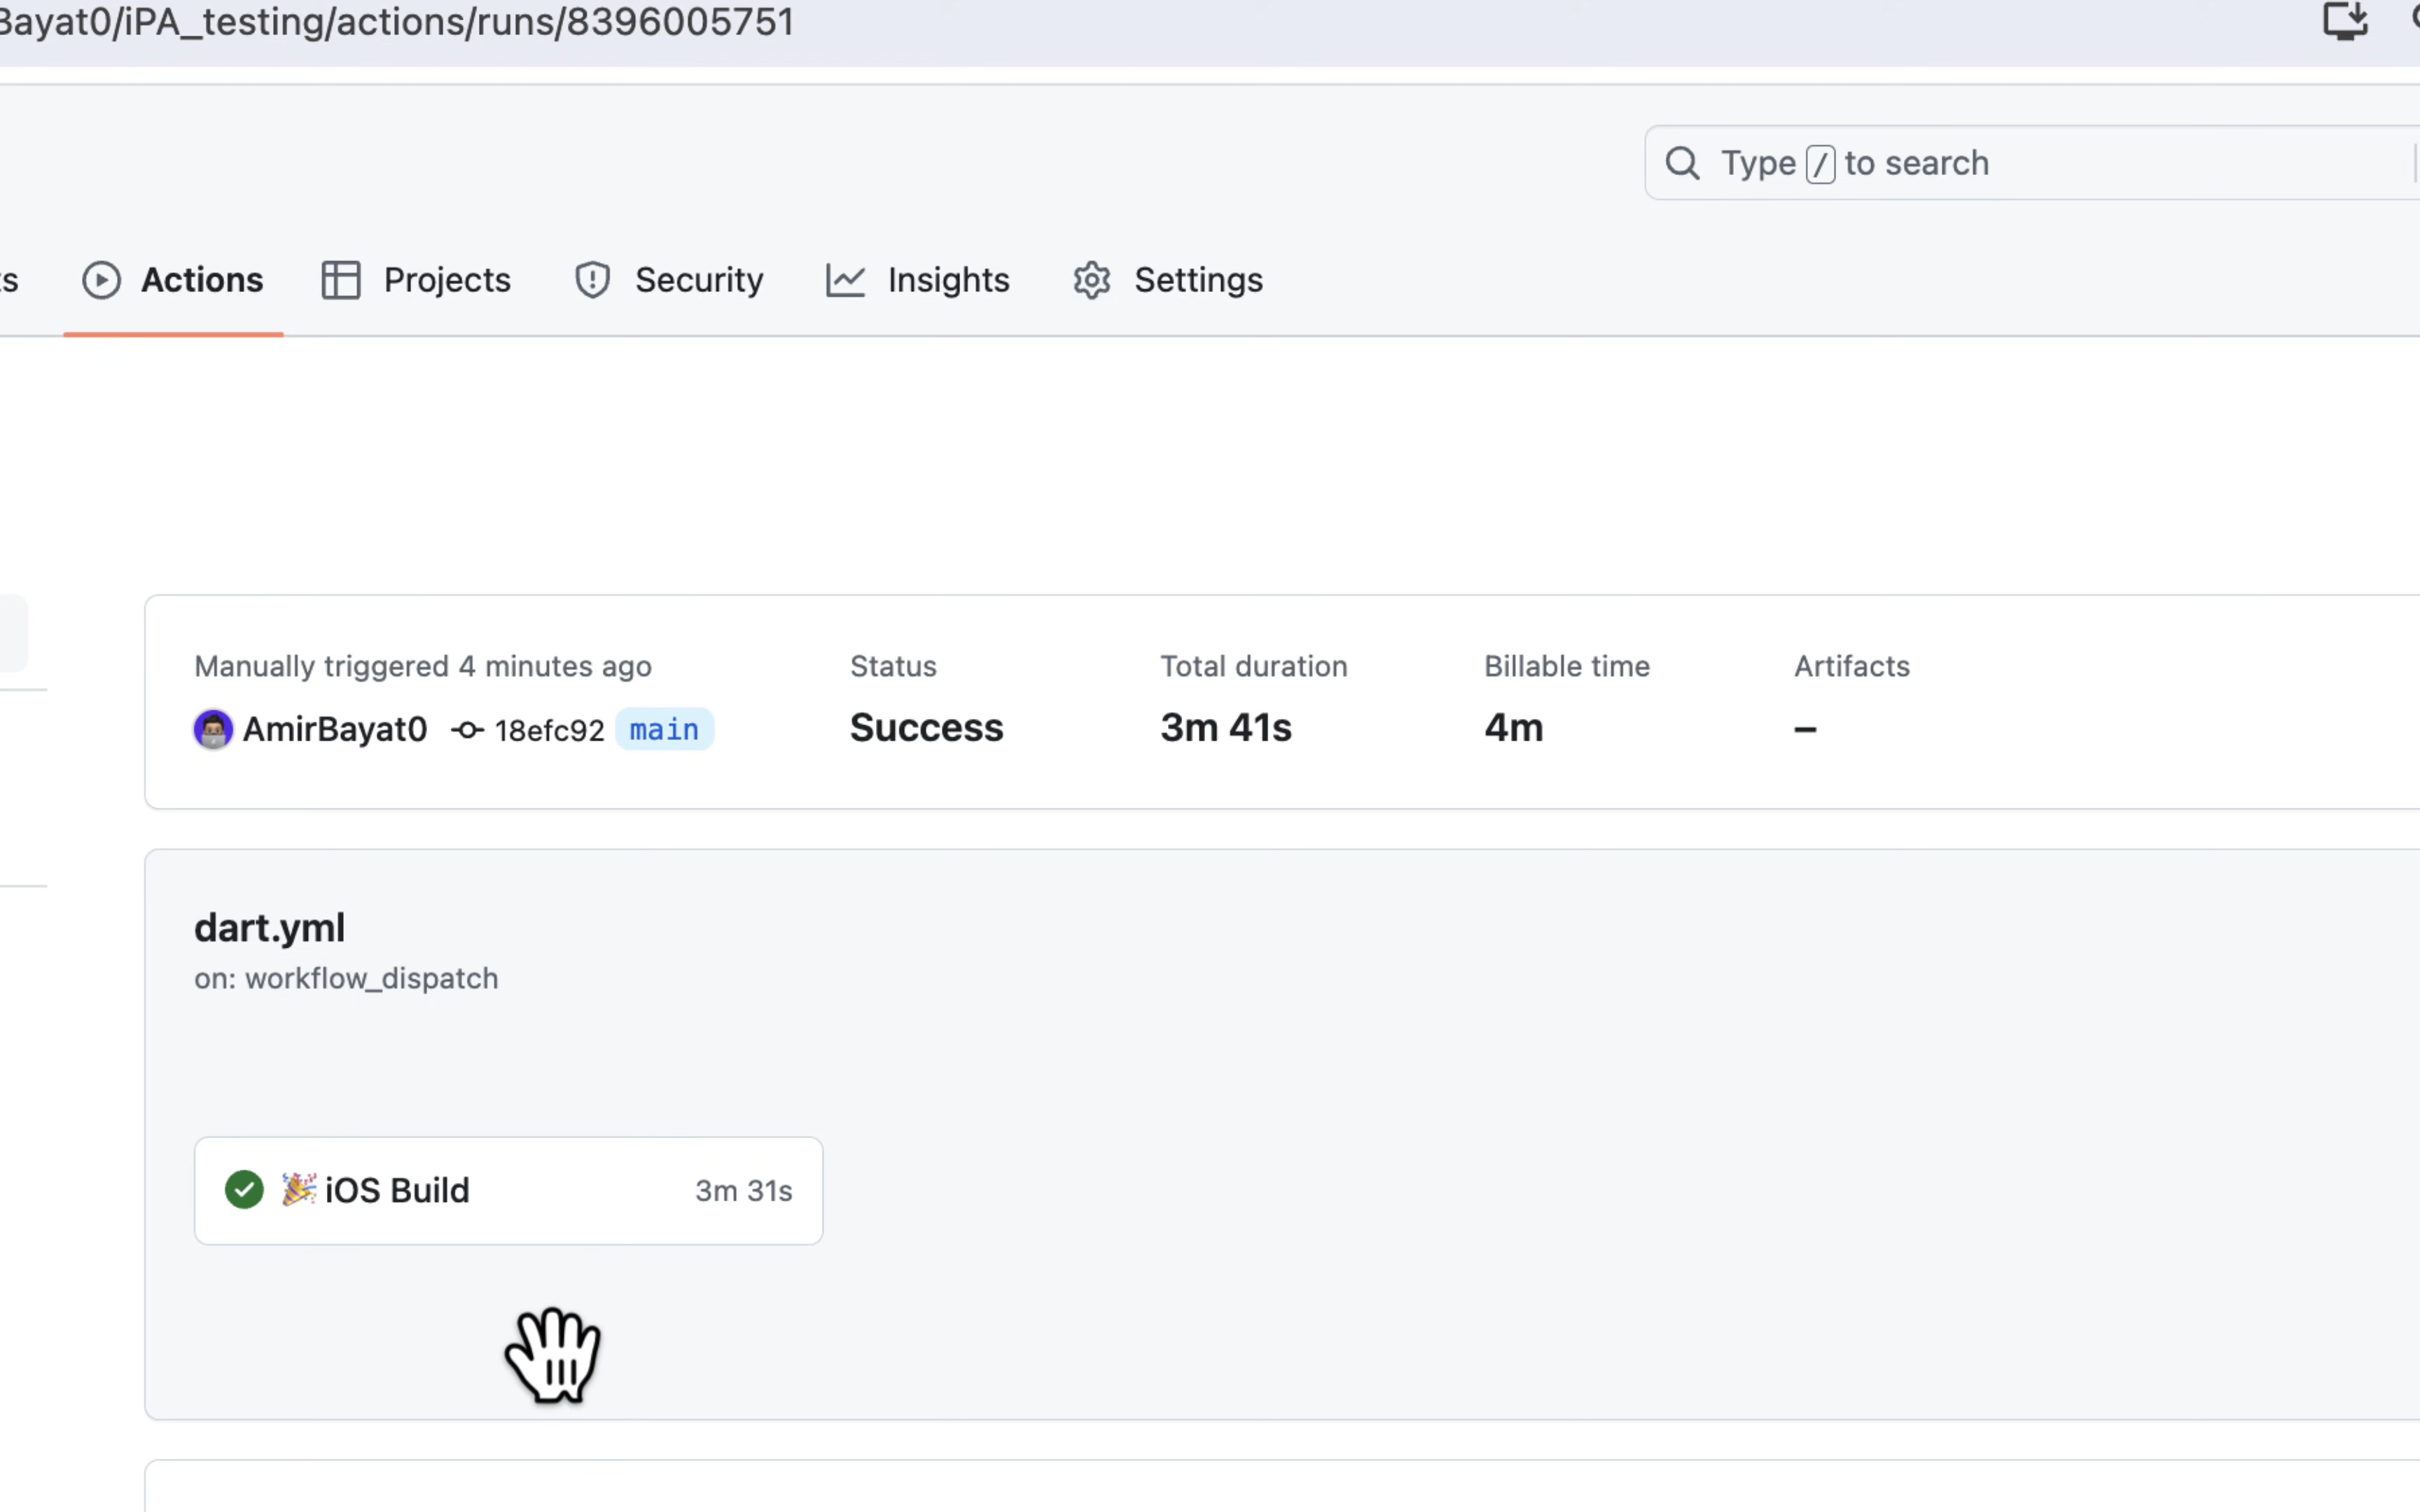 Bayat0/iPA_testing/actions/runs/8396005751
Type / to search
ts
Actions
Projects
Security
Insights
Settings
Manually triggered 4 minutes ago
Status
Total duration
Billable time
Artifacts
AmirBayat0 18efc92 main
Success
3m 41s
4m
–
dart.yml
on: workflow_dispatch
🎉 iOS Build
3m 31s